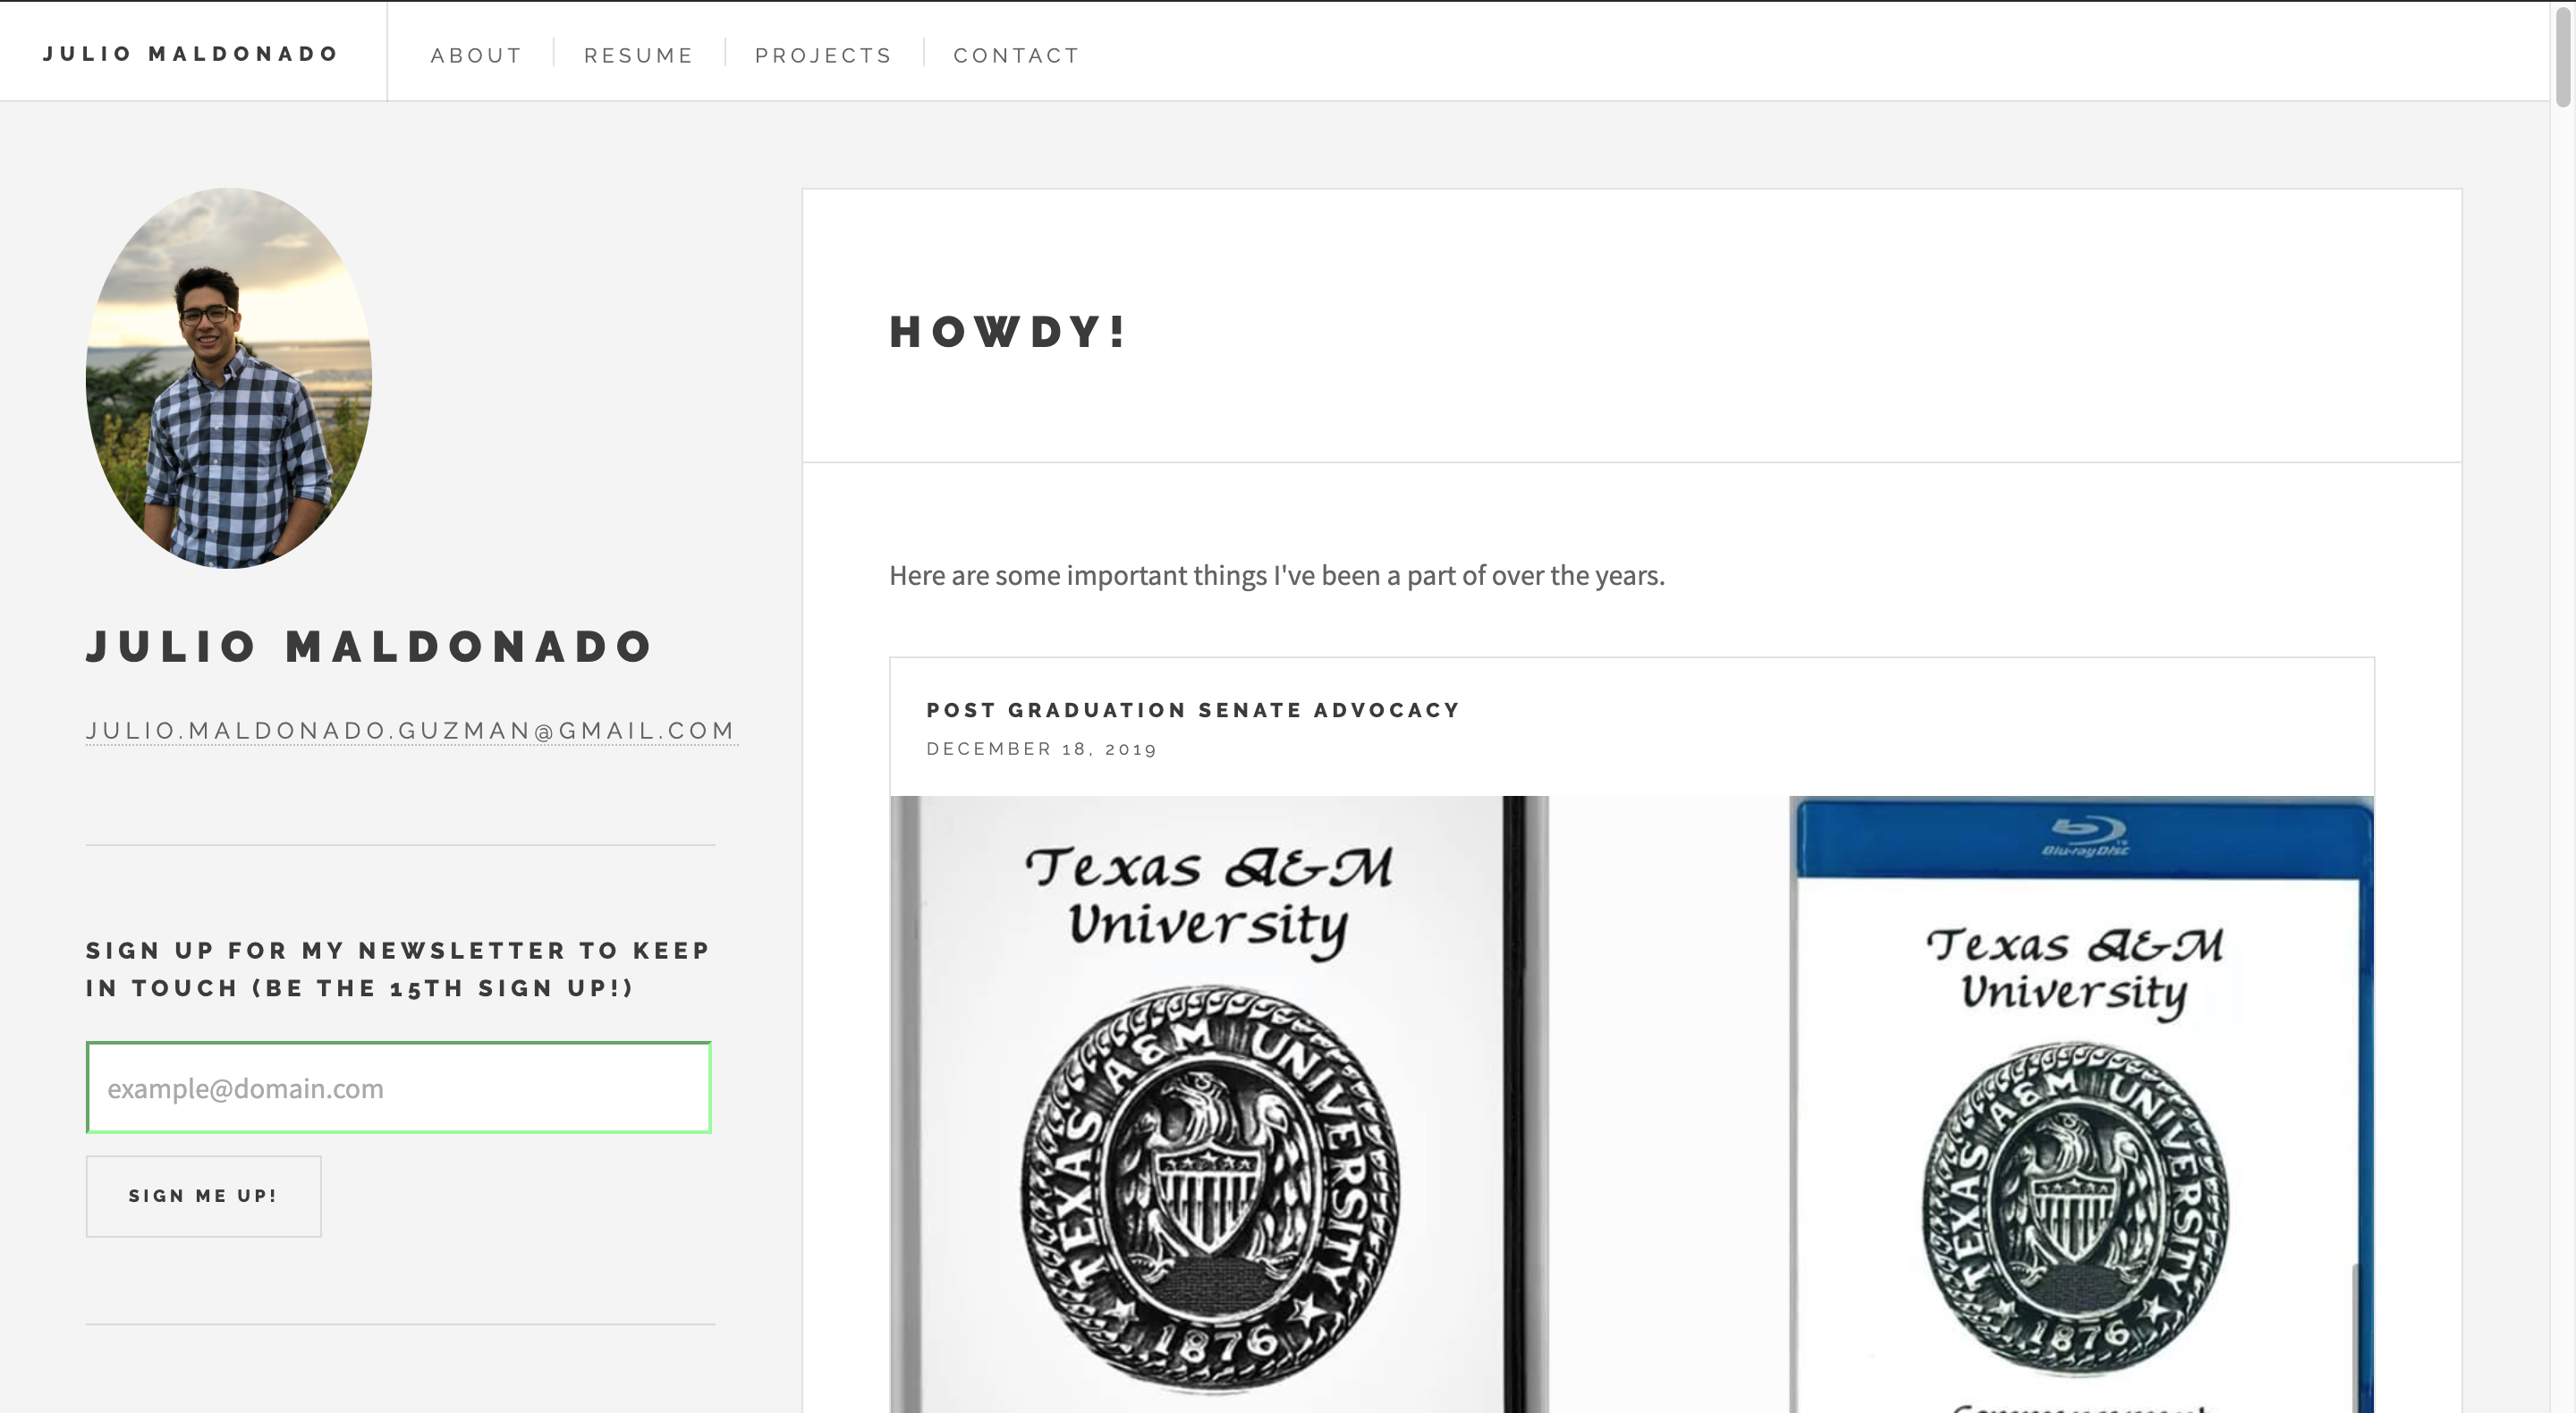 JULIO MALDONADO
ABOUT
RESUME
PROJECTS
CONTACT
JULIO MALDONADO
JULIO.MALDONADO.GUZMAN@GMAIL.COM
SIGN UP FOR MY NEWSLETTER TO KEEP
IN TOUCH (BE THE 15TH SIGN UP!)
example@domain.com
SIGN ME UP!
HOWDY!
Here are some important things I've been a part of over the years.
POST GRADUATION SENATE ADVOCACY
DECEMBER 18, 2019
Texas A&M
University
TEXAS A&M UNIVERSITY
1876
Blu-ray Disc
Texas A&M
University
TEXAS A&M UNIVERSITY
1876